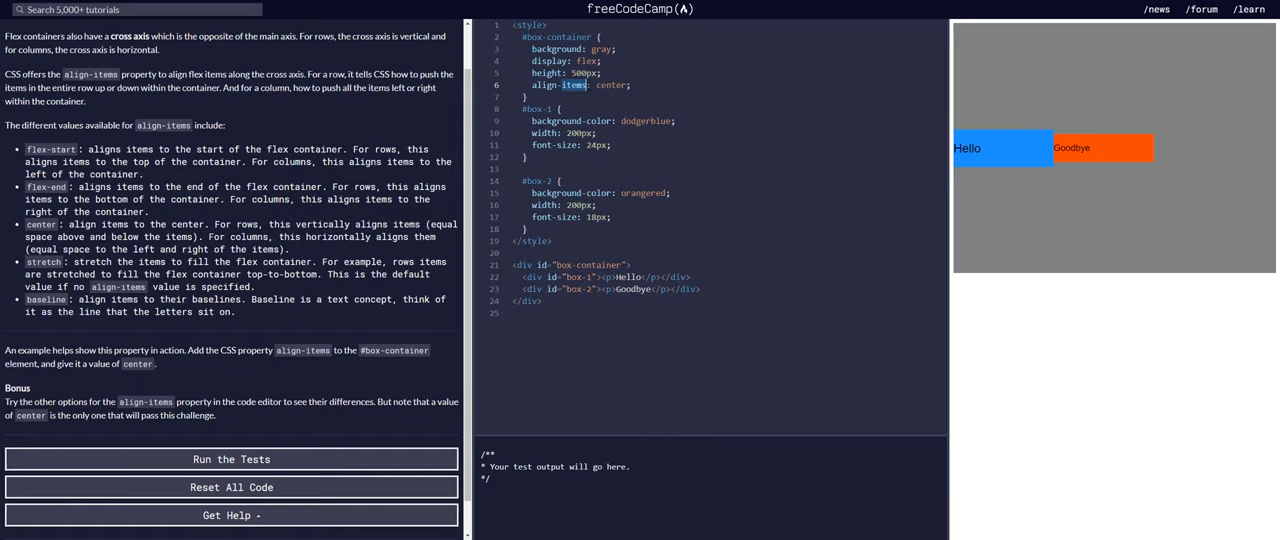 Search 5,000+ tutorials
freeCodeCamp(🔥)
/news /forum /learn
Flex containers also have a cross axis which is the opposite of the main axis. For rows, the cross axis is vertical and
for columns, the cross axis is horizontal.
CSS offers the align-items property to align flex items along the cross axis. For a row, it tells CSS how to push the
items in the entire row up or down within the container. And for a column, how to push all the items left or right
within the container.
The different values available for align-items include:
flex-start: aligns items to the start of the flex container. For rows, this
aligns items to the top of the container. For columns, this aligns items to the
left of the container.
flex-end: aligns items to the end of the flex container. For rows, this aligns
items to the bottom of the container. For columns, this aligns items to the
right of the container.
center: align items to the center. For rows, this vertically aligns items (equal
space above and below the items). For columns, this horizontally aligns them
(equal space to the left and right of the items).
stretch: stretch the items to fill the flex container. For example, rows items
are stretched to fill the flex container top-to-bottom. This is the default
value if no align-items value is specified.
baseline: align items to their baselines. Baseline is a text concept, think of
it as the line that the letters sit on.
An example helps show this property in action. Add the CSS property align-items to the #box-container
element, and give it a value of center.
Bonus
Try the other options for the align-items property in the code editor to see their differences. But note that a value
of center is the only one that will pass this challenge.
Run the Tests
Reset All Code
Get Help
1 <style>
2 #box-container {
3 background: gray;
4 display: flex;
5 height: 500px;
6 align-items: center;
7 }
8 #box-1 {
9 background-color: dodgerblue;
10 width: 200px;
11 font-size: 24px;
12 }
13
14 #box-2 {
15 background-color: orangered;
16 width: 200px;
17 font-size: 18px;
18 }
19 </style>
20
21 <div id="box-container">
22 <div id="box-1"><p>Hello</p></div>
23 <div id="box-2"><p>Goodbye</p></div>
24 </div>
25
/**
* Your test output will go here.
*/
Hello
Goodbye